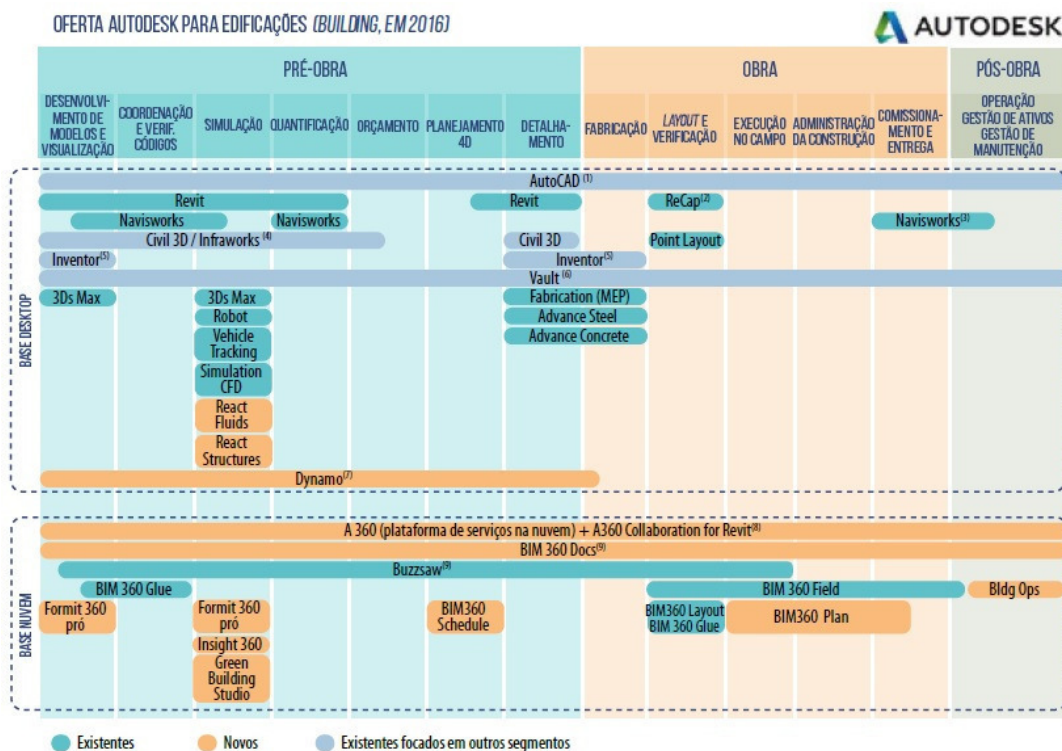 OFERTA AUTODESK PARA EDIFICAÇÕES (BUILDING, EM 2016)
AUTODESK
PRÉ-OBRA
OBRA
PÓS-OBRA
DESENVOLVI-
MENTO DE
MODELOS E
VISUALIZAÇÃO
COORDENAÇÃO
E VERIF.
CÓDIGOS
SIMULAÇÃO
QUANTIFICAÇÃO
ORÇAMENTO
PLANEJAMENTO
4D
DETALHA-
MENTO
FABRICAÇÃO
LAYOUT E
VERIFICAÇÃO
EXECUÇÃO
NO CAMPO
ADMINISTRAÇÃO
DA CONSTRUÇÃO
COMISSIONA-
MENTO E
ENTREGA
OPERAÇÃO
GESTÃO DE ATIVOS
GESTÃO DE
MANUTENÇÃO
BASE DESKTOP
AutoCAD (1)
Revit
Revit
ReCap(2)
Navisworks
Navisworks
Navisworks(3)
Civil 3D / Infraworks (4)
Civil 3D
Point Layout
Inventor(5)
Inventor(5)
Vault (6)
3Ds Max
3Ds Max
Fabrication (MEP)
Robot
Advance Steel
Vehicle
Tracking
Advance Concrete
Simulation
CFD
React
Fluids
React
Structures
Dynamo(7)
BASE NUVEM
A 360 (plataforma de serviços na nuvem) + A360 Collaboration for Revit(8)
BIM 360 Docs(9)
Buzzsaw(9)
BIM 360 Glue
BIM 360 Field
Bldg Ops
Formit 360
pró
Formit 360
pró
BIM360
Schedule
BIM360 Layout
BIM 360 Glue
BIM360 Plan
Insight 360
Green
Building
Studio
Existentes
Novos
Existentes focados em outros segmentos